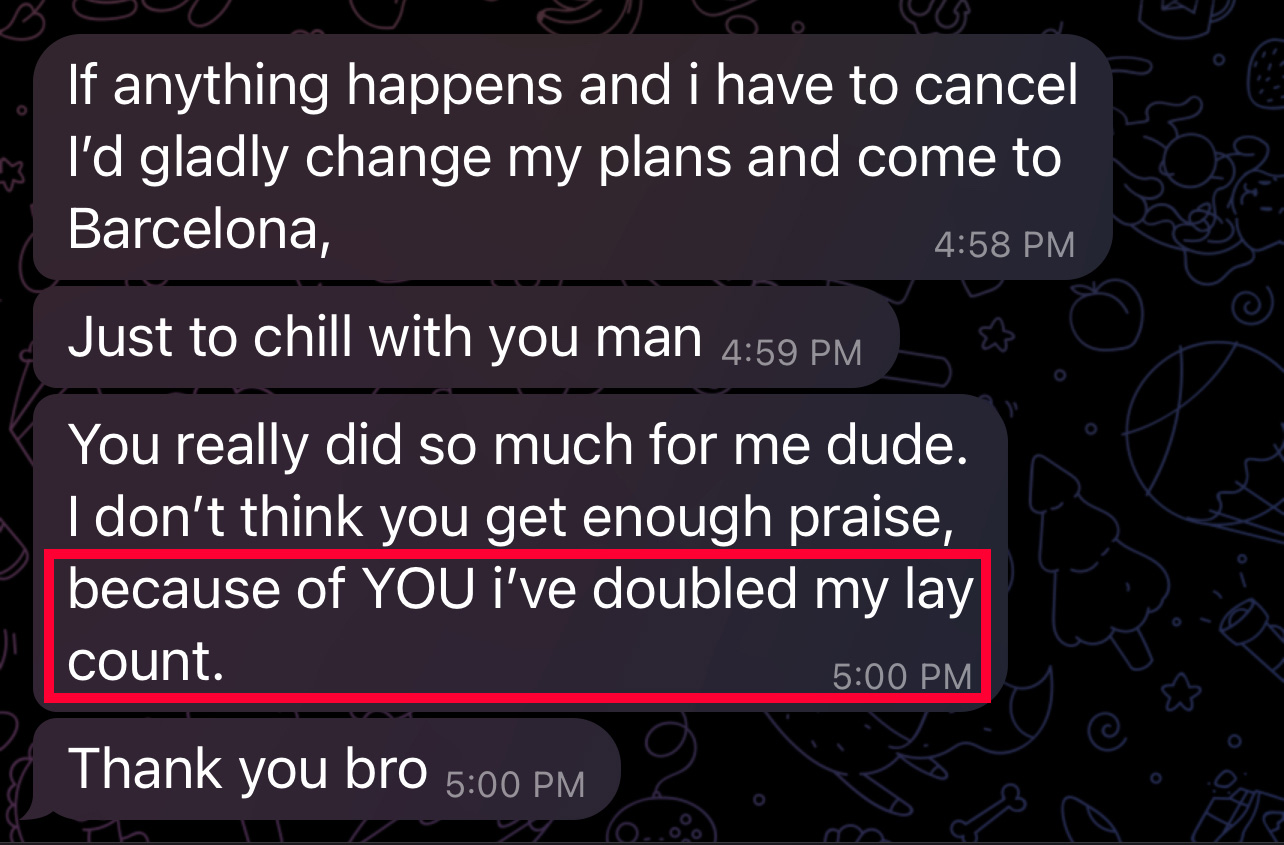 If anything happens and i have to cancel
I’d gladly change my plans and come to
Barcelona,
4:58 PM
Just to chill with you man 4:59 PM
You really did so much for me dude.
I don’t think you get enough praise,
because of YOU i’ve doubled my lay
count.
5:00 PM
Thank you bro 5:00 PM